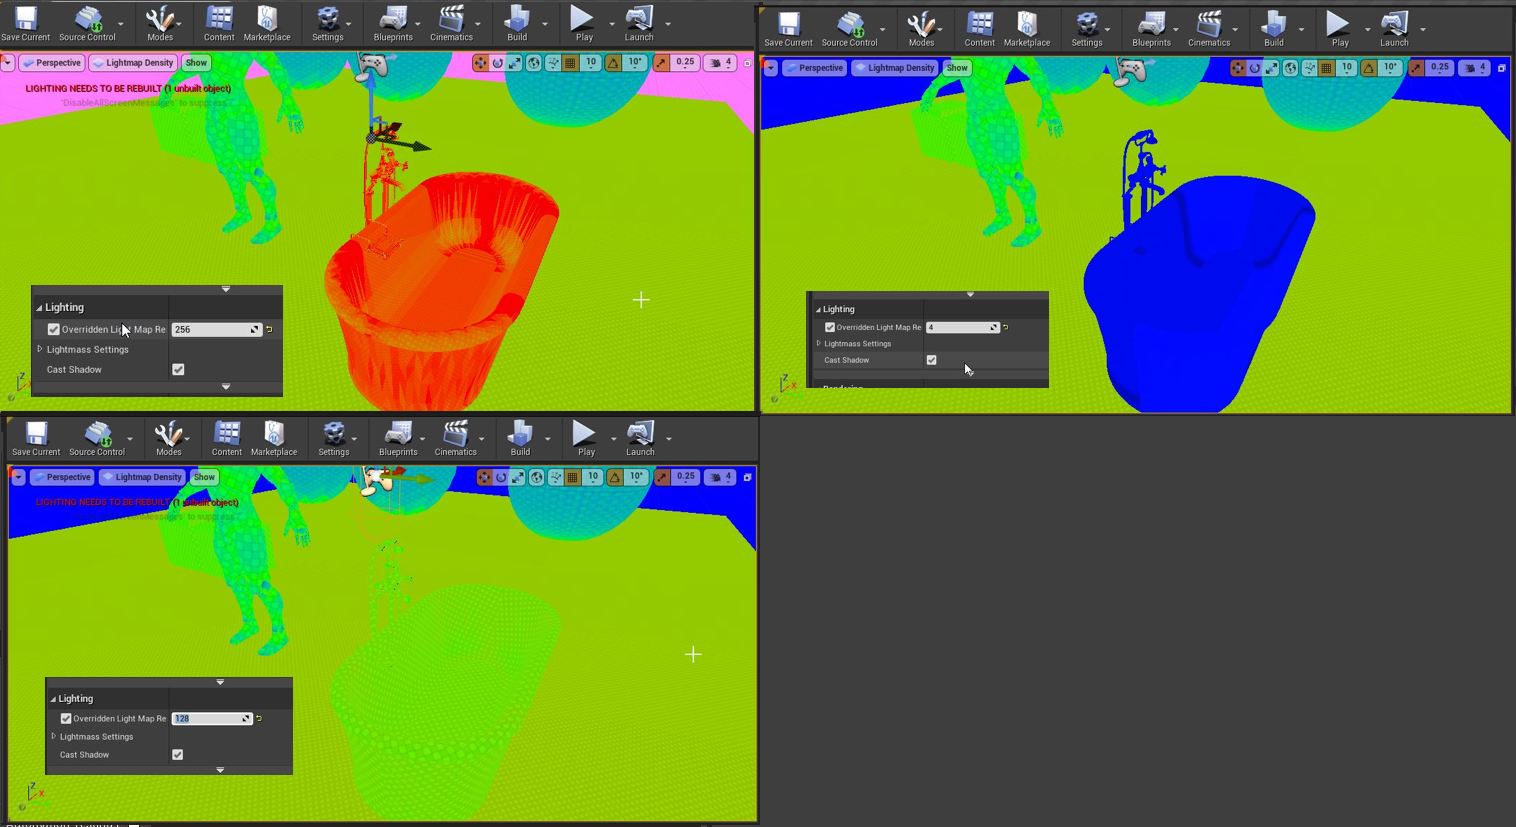 Save Current Source Control Modes Content Marketplace Settings Blueprints Cinematics Build Play Launch
Perspective Lightmap Density Show 10 10° 0.25 4
LIGHTING NEEDS TO BE REBUILT (1 unbuilt object)
'DisableAllScreenMessages' to suppress
Lighting
Overridden Light Map Re 256
Lightmass Settings
Cast Shadow
Z
X
Save Current Source Control Modes Content Marketplace Settings Blueprints Cinematics Build Play Launch
Perspective Lightmap Density Show 10 10° 0.25 4
Lighting
Overridden Light Map Re 4
Lightmass Settings
Cast Shadow
Z
X
Save Current Source Control Modes Content Marketplace Settings Blueprints Cinematics Build Play Launch
Perspective Lightmap Density Show 10 10° 0.25 4
LIGHTING NEEDS TO BE REBUILT (1 unbuilt object)
to suppress
Lighting
Overridden Light Map Re 128
Lightmass Settings
Cast Shadow
Z
X